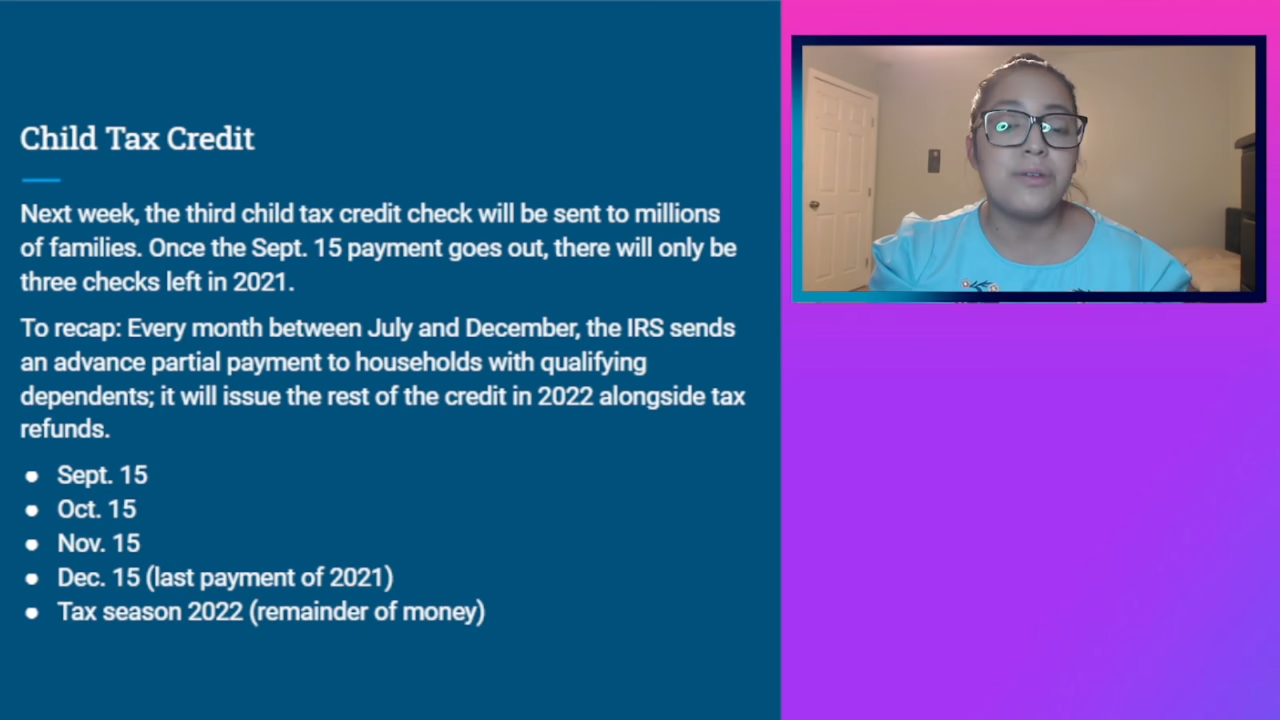 Child Tax Credit
Next week, the third child tax credit check will be sent to millions
of families. Once the Sept. 15 payment goes out, there will only be
three checks left in 2021.
To recap: Every month between July and December, the IRS sends
an advance partial payment to households with qualifying
dependents; it will issue the rest of the credit in 2022 alongside tax
refunds.
● Sept. 15
● Oct. 15
● Nov. 15
● Dec. 15 (last payment of 2021)
● Tax season 2022 (remainder of money)